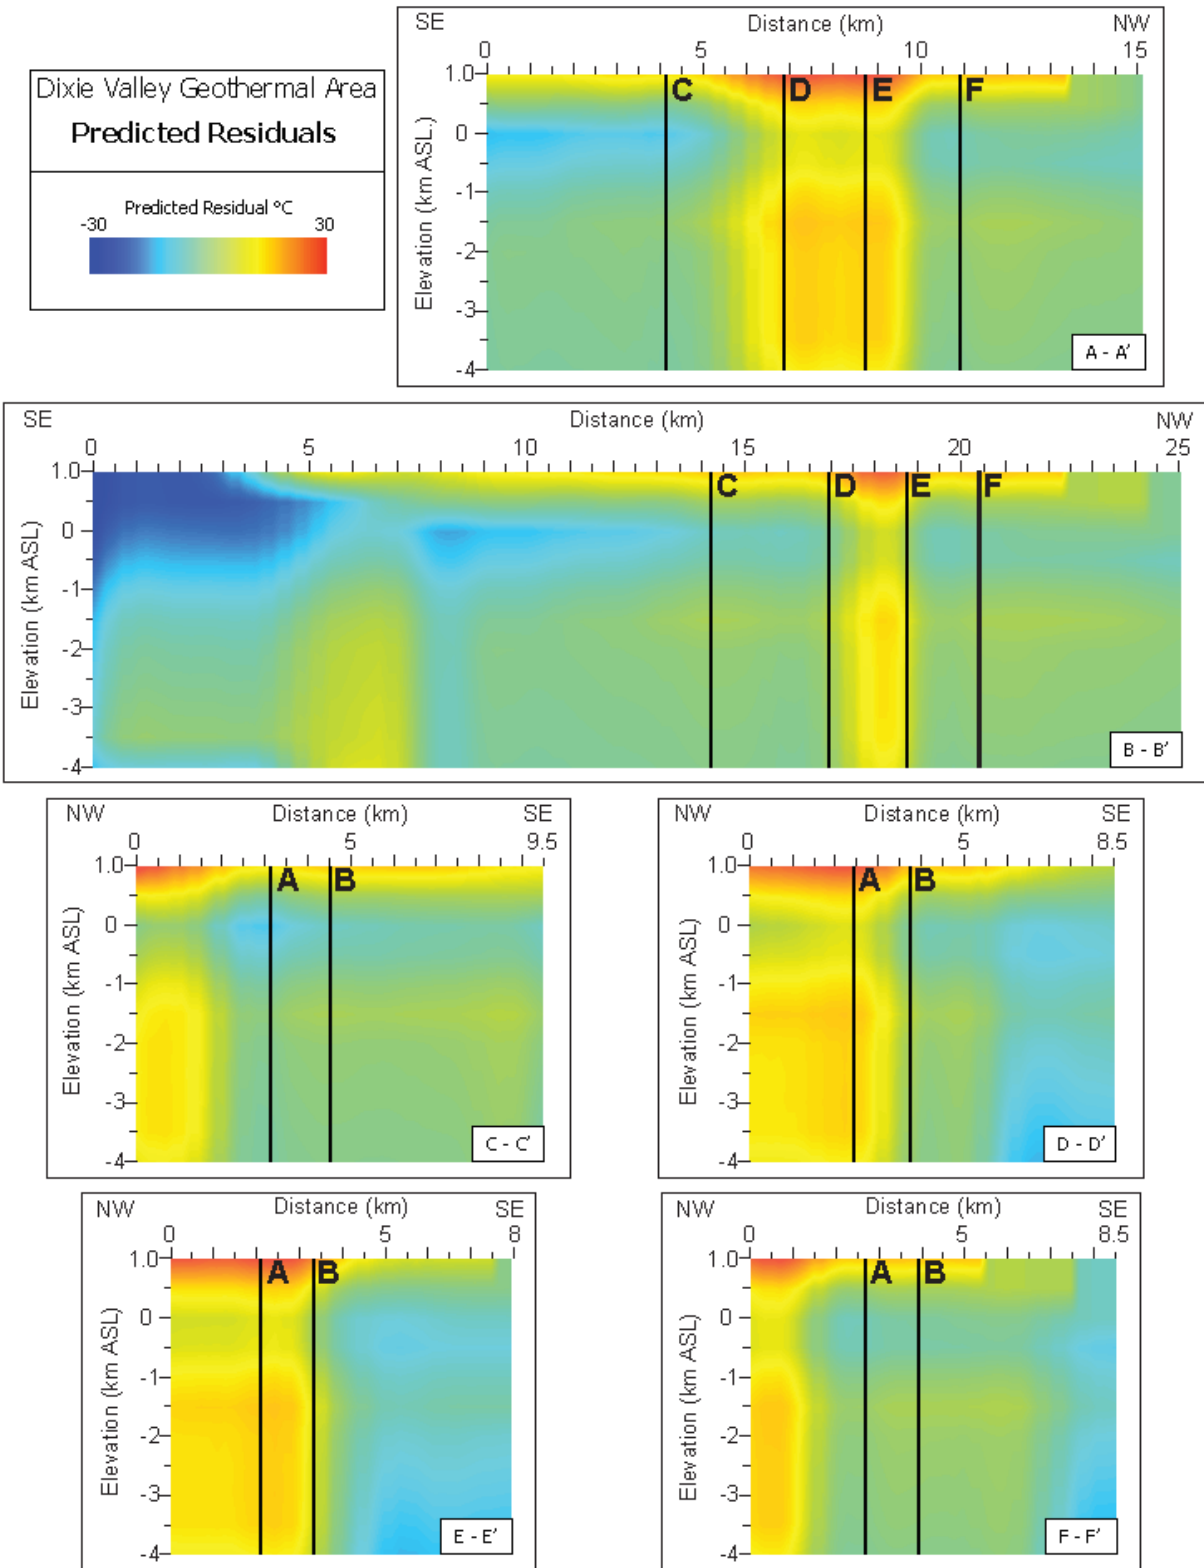 Dixie Valley Geothermal Area
Predicted Residuals
Predicted Residual °C
-30 30
SE Distance (km) NW
0 5 10 15
Elevation (km ASL.)
1.0
0
-1
-2
-3
-4
C D E F
A - A'
SE Distance (km) NW
0 5 10 15 20 25
Elevation (km ASL)
1.0
0
-1
-2
-3
-4
C D E F
B - B'
NW Distance (km) SE
0 5 9.5
Elevation (km ASL)
1.0
0
-1
-2
-3
-4
A B
C - C'
NW Distance (km) SE
0 5 8.5
Elevation (km ASL)
1.0
0
-1
-2
-3
-4
A B
D - D'
NW Distance (km) SE
0 5 8
Elevation (km ASL)
1.0
0
-1
-2
-3
-4
A B
E - E'
NW Distance (km) SE
0 5 8.5
Elevation (km ASL)
1.0
0
-1
-2
-3
-4
A B
F - F'